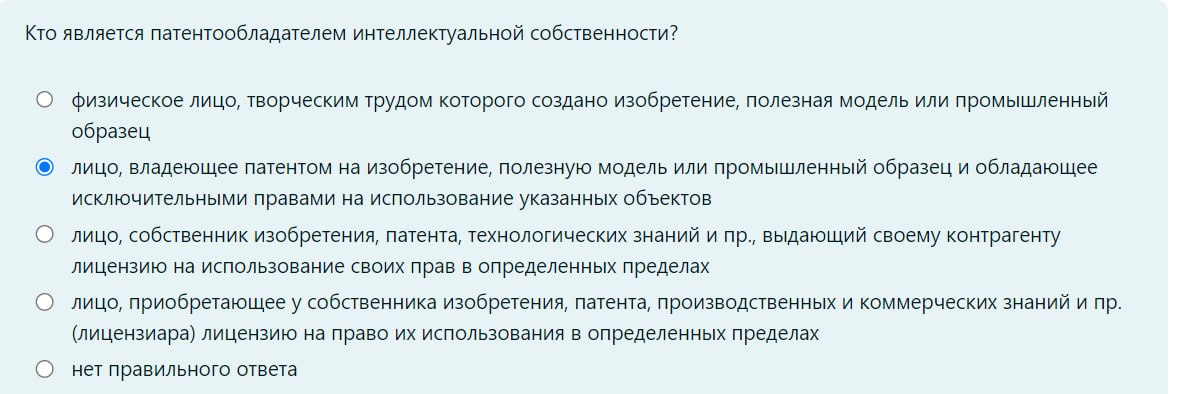 Кто является патентообладателем интеллектуальной собственности?
физическое лицо, творческим трудом которого создано изобретение, полезная модель или промышленный
образец
лицо, владеющее патентом на изобретение, полезную модель или промышленный образец и обладающее
исключительными правами на использование указанных объектов
лицо, собственник изобретения, патента, технологических знаний и пр., выдающий своему контрагенту
лицензию на использование своих прав в определенных пределах
лицо, приобретающее у собственника изобретения, патента, производственных и коммерческих знаний и пр.
(лицензиара) лицензию на право их использования в определенных пределах
нет правильного ответа